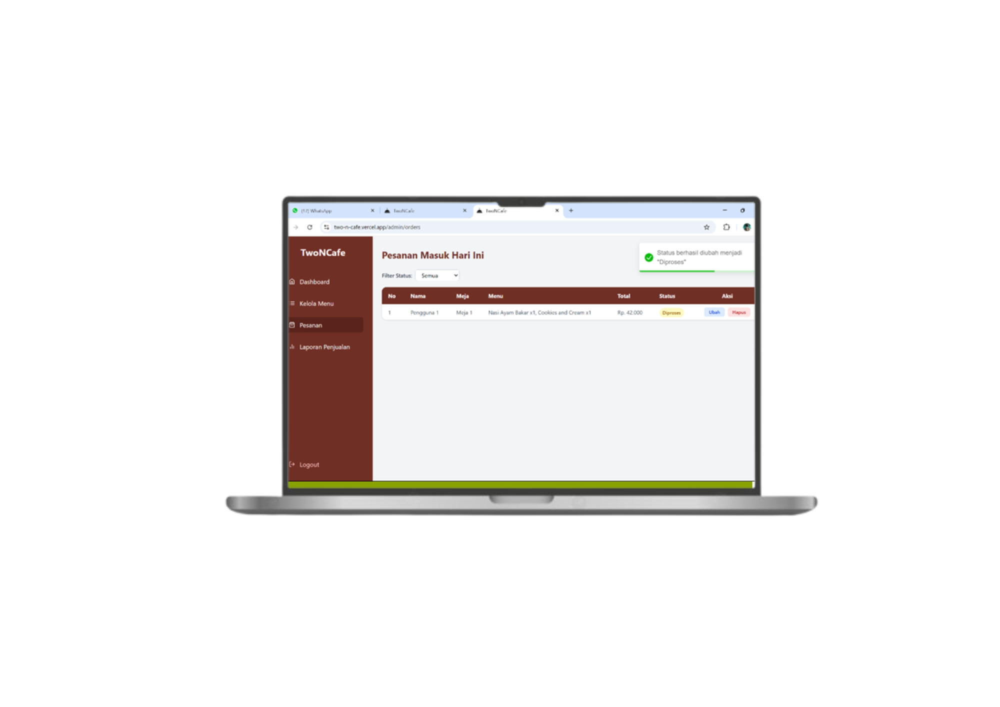 (17) WhatsApp
TwoNCafe
TwoNCafe
two-n-cafe.vercel.app/admin/orders
TwoNCafe
Dashboard
Kelola Menu
Pesanan
Laporan Penjualan
Logout
Pesanan Masuk Hari Ini
Status berhasil diubah menjadi
"Diproses"
Filter Status: Semua
No Nama Meja Menu Total Status Aksi
1 Pengguna 1 Meja 1 Nasi Ayam Bakar x1, Cookies and Cream x1 Rp. 42.000 Diproses Ubah Hapus